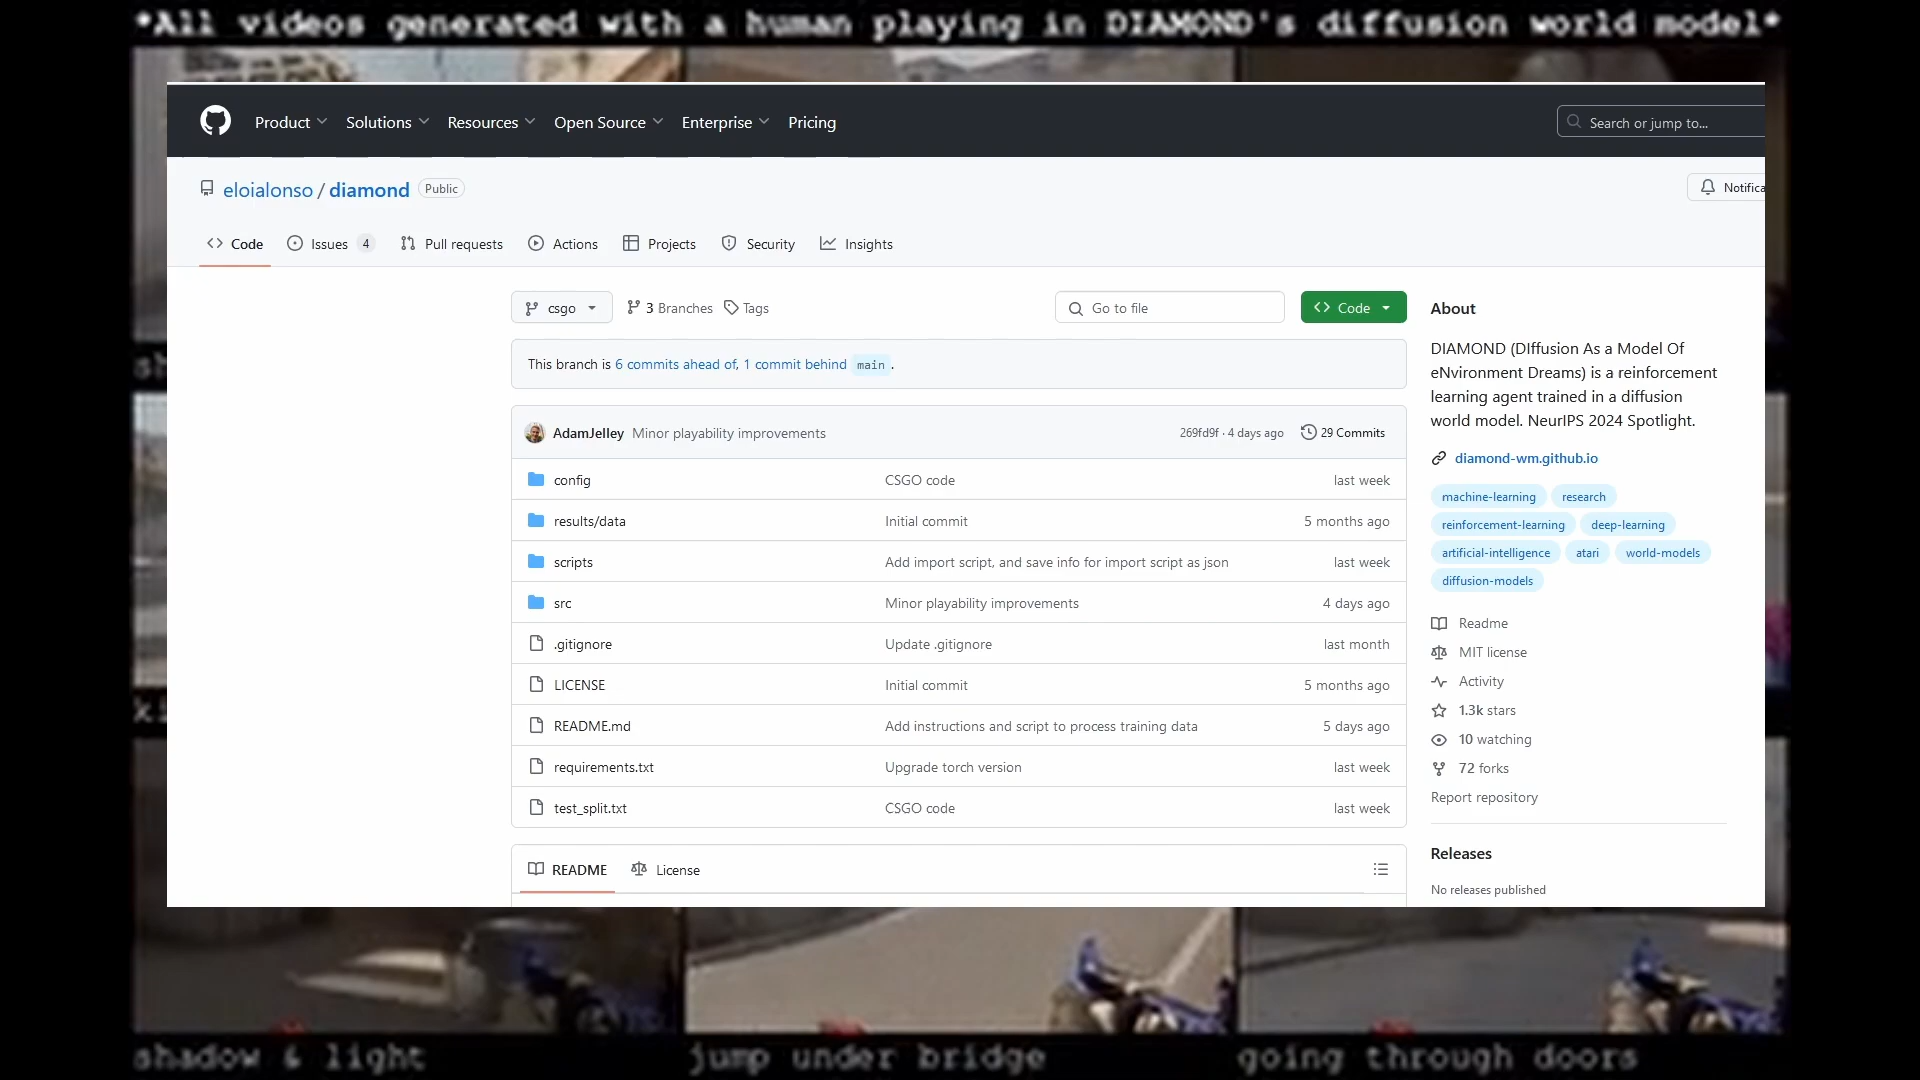 *All videos generated with a human playing in DIAMOND's diffusion world model*
Product Solutions Resources Open Source Enterprise Pricing
Search or jump to...
eloialonso / diamond Public
Notifica
Code Issues 4 Pull requests Actions Projects Security Insights
csgo 3 Branches Tags
Go to file
Code
This branch is 6 commits ahead of, 1 commit behind main .
AdamJelley Minor playability improvements 269fd9f · 4 days ago 29 Commits
config CSGO code last week
results/data Initial commit 5 months ago
scripts Add import script, and save info for import script as json last week
src Minor playability improvements 4 days ago
.gitignore Update .gitignore last month
LICENSE Initial commit 5 months ago
README.md Add instructions and script to process training data 5 days ago
requirements.txt Upgrade torch version last week
test_split.txt CSGO code last week
README License
About
DIAMOND (DIffusion As a Model Of
eNvironment Dreams) is a reinforcement
learning agent trained in a diffusion
world model. NeurIPS 2024 Spotlight.
diamond-wm.github.io
machine-learning research
reinforcement-learning deep-learning
artificial-intelligence atari world-models
diffusion-models
Readme
MIT license
Activity
1.3k stars
10 watching
72 forks
Report repository
Releases
No releases published
shadow & light
jump under bridge
going through doors